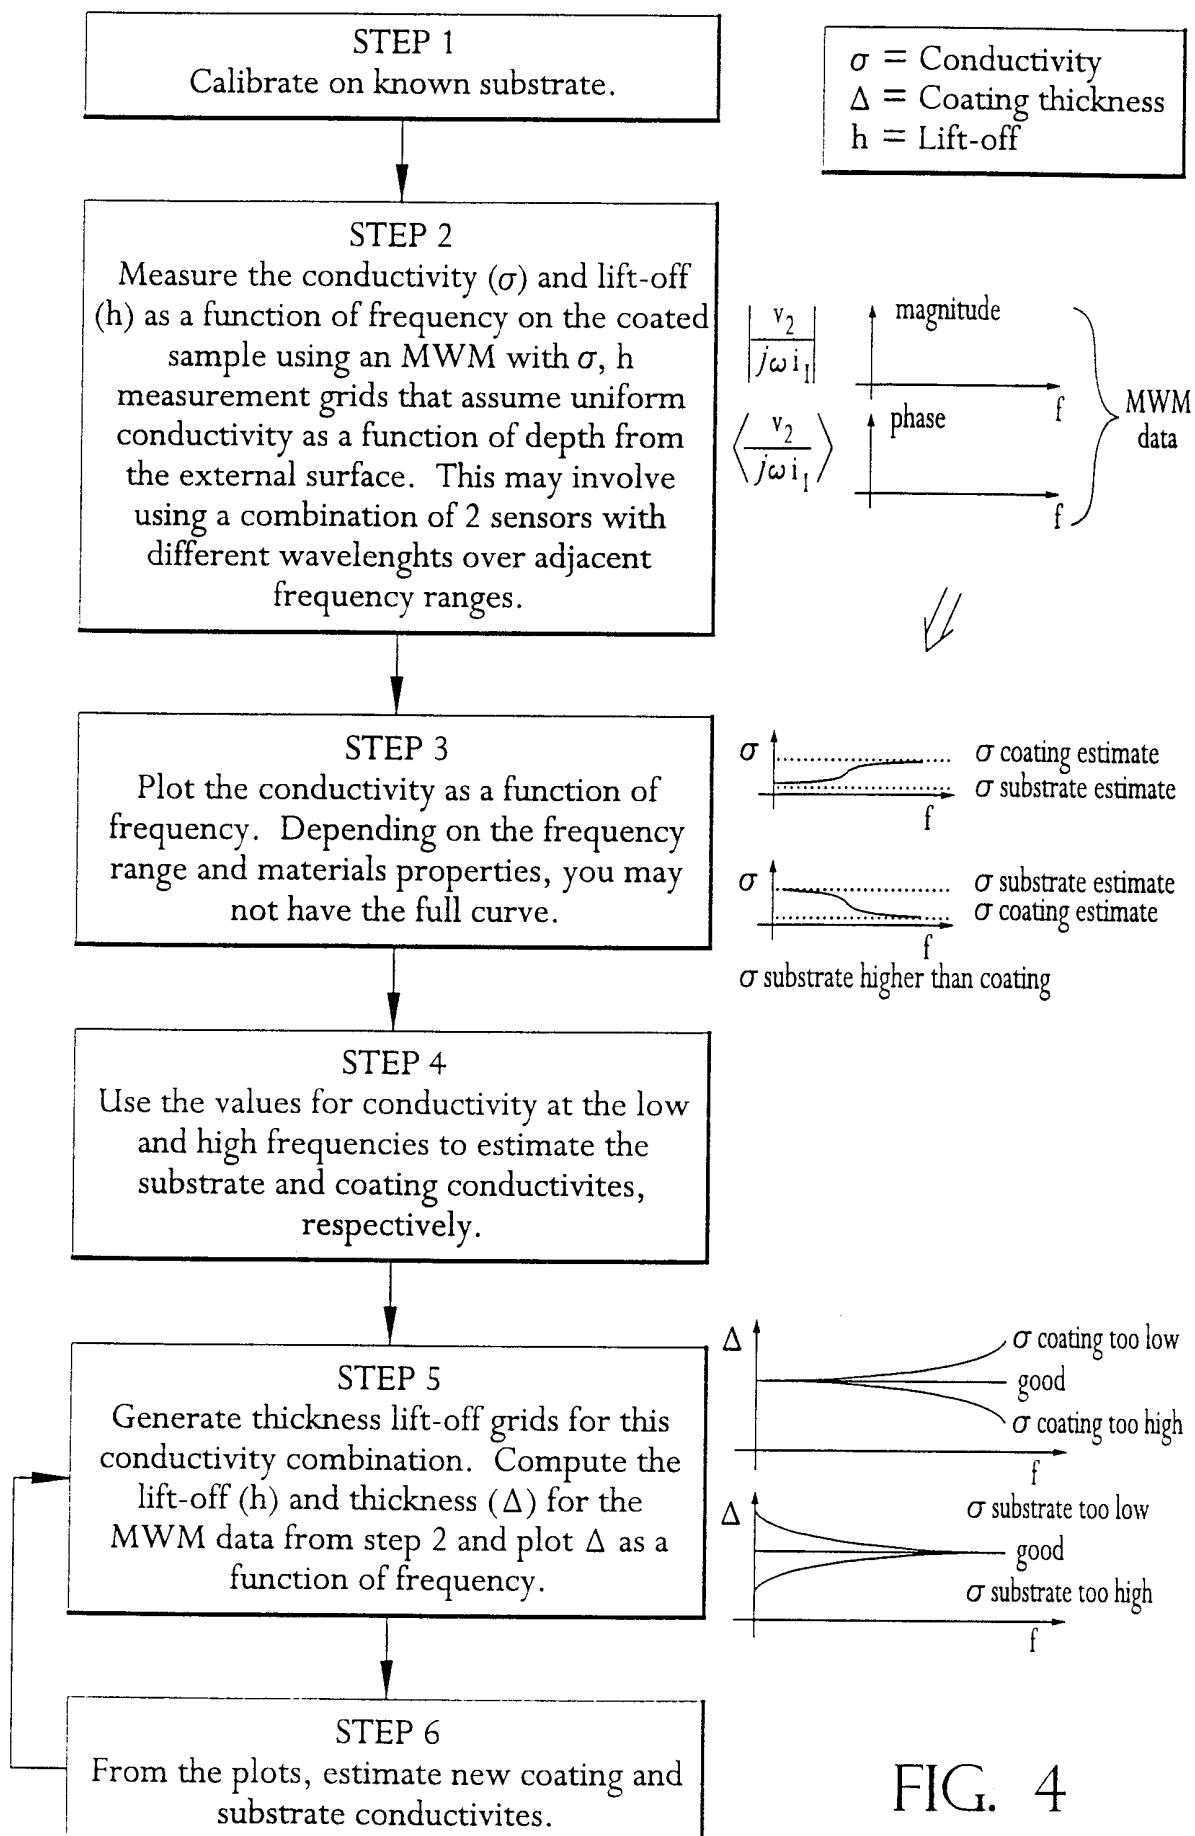 STEP 1
Calibrate on known substrate.
σ = Conductivity
Δ = Coating thickness
h = Lift-off
STEP 2
Measure the conductivity (σ) and lift-off
(h) as a function of frequency on the coated
sample using an MWM with σ, h
measurement grids that assume uniform
conductivity as a function of depth from
the external surface. This may involve
using a combination of 2 sensors with
different wavelenghts over adjacent
frequency ranges.
|v2 / jω i1|
magnitude
f
⟨v2 / jω i1⟩
phase
f
MWM
data
STEP 3
Plot the conductivity as a function of
frequency. Depending on the frequency
range and materials properties, you may
not have the full curve.
σ
σ coating estimate
σ substrate estimate
f
σ
σ substrate estimate
σ coating estimate
f
σ substrate higher than coating
STEP 4
Use the values for conductivity at the low
and high frequencies to estimate the
substrate and coating conductivites,
respectively.
STEP 5
Generate thickness lift-off grids for this
conductivity combination. Compute the
lift-off (h) and thickness (Δ) for the
MWM data from step 2 and plot Δ as a
function of frequency.
Δ
σ coating too low
good
σ coating too high
f
Δ
σ substrate too low
good
σ substrate too high
f
STEP 6
From the plots, estimate new coating and
substrate conductivites.
FIG. 4